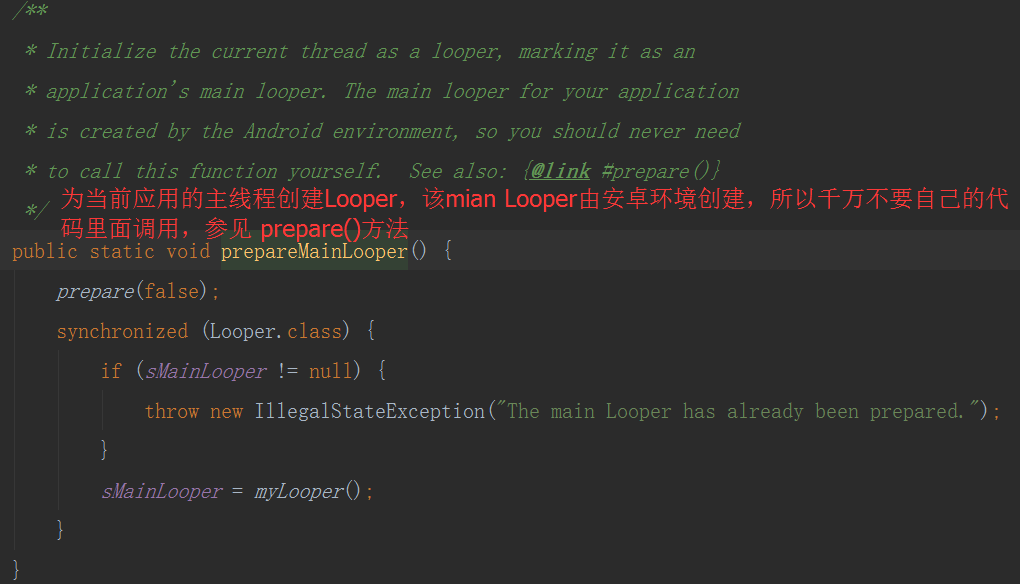 /**
* Initialize the current thread as a looper, marking it as an
* application's main looper. The main looper for your application
* is created by the Android environment, so you should never need
* to call this function yourself.  See also: {@link #prepare()}
为当前应用的主线程创建Looper，该mian Looper由安卓环境创建，所以千万不要自己的代
*/
码里面调用，参见 prepare()方法
public static void prepareMainLooper() {
prepare(false);
synchronized (Looper.class) {
if (sMainLooper != null) {
throw new IllegalStateException("The main Looper has already been prepared.");
}
sMainLooper = myLooper();
}
}